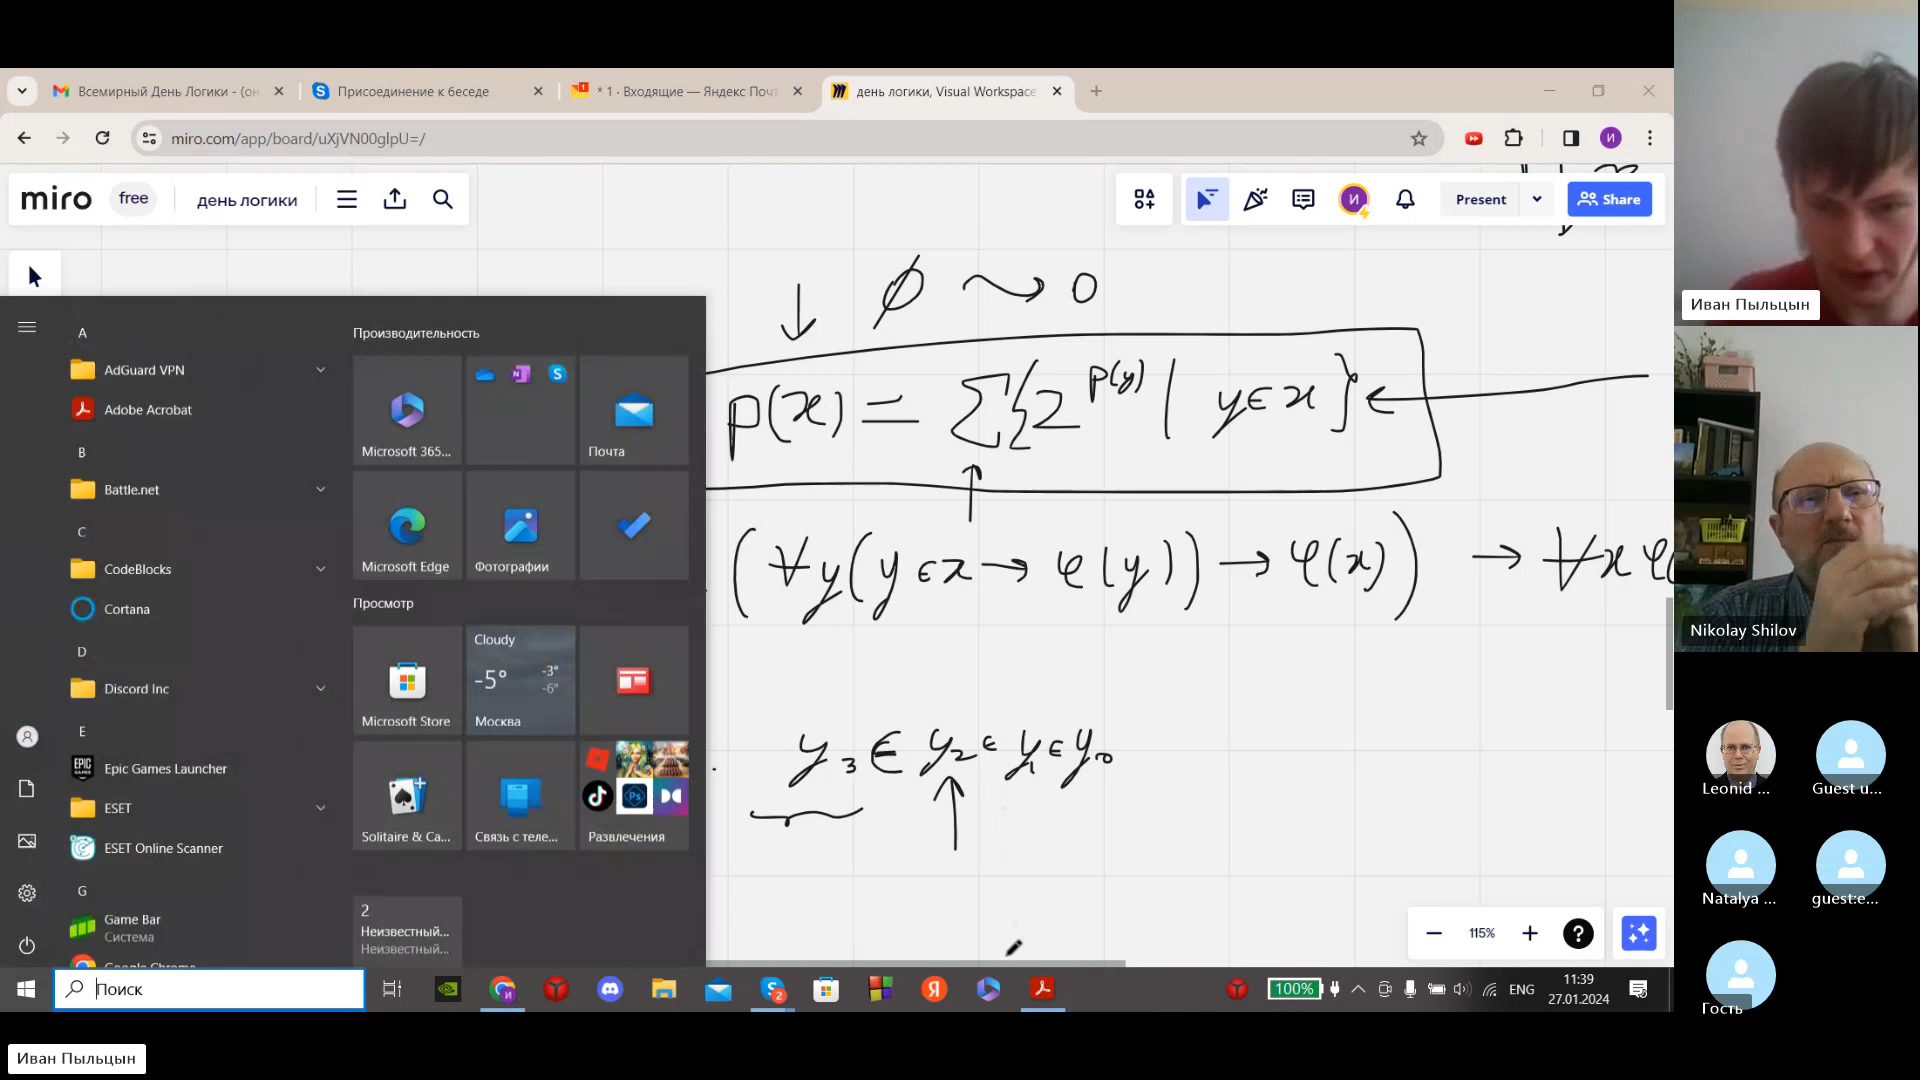 Всемирный День Логики - (он
Присоединение к беседе
* 1 · Входящие — Яндекс Почт
день логики, Visual Workspace
miro.com/app/board/uXjVN00glpU=/
miro
free
день логики
Present
Share
И
И
∅ ⤳ 0
p(x) = Σ{2^p(y) | y∈x}
(∀y(y∈x → φ(y)) → φ(x)) → ∀x φ(
y₃ ∈ y₂ ∈ y₁ ∈ y₀
A
AdGuard VPN
Adobe Acrobat
B
Battle.net
C
CodeBlocks
Cortana
D
Discord Inc
E
Epic Games Launcher
ESET
ESET Online Scanner
G
Game Bar
Система
Google Chrome
Производительность
Microsoft 365...
Почта
Microsoft Edge
Фотографии
Просмотр
Microsoft Store
Cloudy
-5°
-3°
-6°
Москва
Solitaire & Ca...
Связь с теле...
Развлечения
2
Неизвестный...
Неизвестный...
115%
Поиск
100%
ENG
11:39
27.01.2024
Иван Пыльцын
Nikolay Shilov
Leonid ...
Guest u...
Natalya ...
guest:e...
Гость
Иван Пыльцын